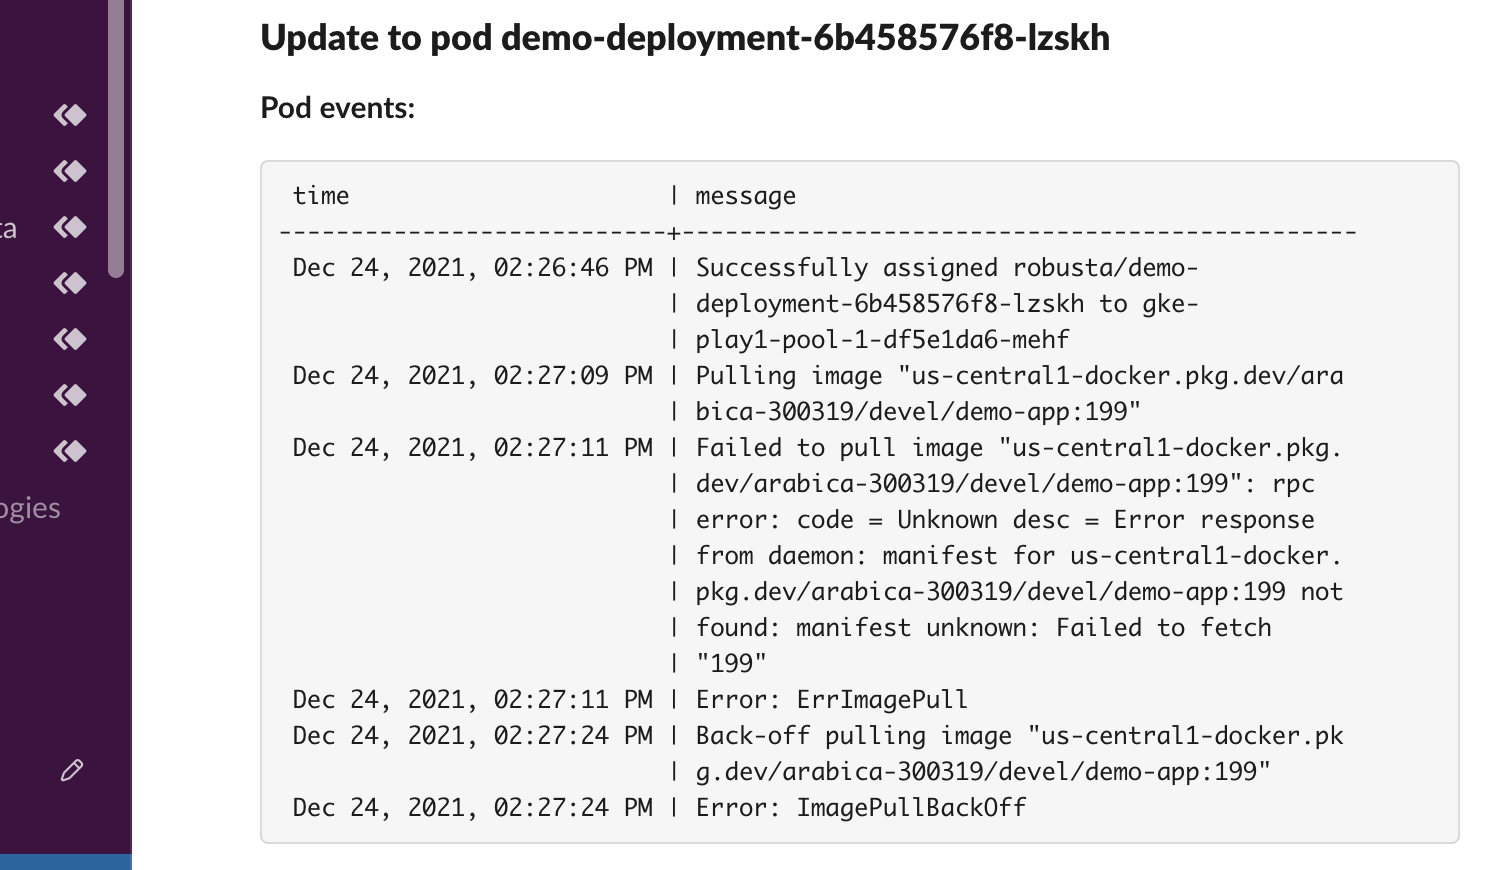 Update to pod demo-deployment-6b458576f8-lzskh
Pod events:
time | message
---------------------------+-----------------------------------------------
Dec 24, 2021, 02:26:46 PM | Successfully assigned robusta/demo-
| deployment-6b458576f8-lzskh to gke-
| play1-pool-1-df5e1da6-mehf
Dec 24, 2021, 02:27:09 PM | Pulling image "us-central1-docker.pkg.dev/ara
| bica-300319/devel/demo-app:199"
Dec 24, 2021, 02:27:11 PM | Failed to pull image "us-central1-docker.pkg.
| dev/arabica-300319/devel/demo-app:199": rpc
| error: code = Unknown desc = Error response
| from daemon: manifest for us-central1-docker.
| pkg.dev/arabica-300319/devel/demo-app:199 not
| found: manifest unknown: Failed to fetch
| "199"
Dec 24, 2021, 02:27:11 PM | Error: ErrImagePull
Dec 24, 2021, 02:27:24 PM | Back-off pulling image "us-central1-docker.pk
| g.dev/arabica-300319/devel/demo-app:199"
Dec 24, 2021, 02:27:24 PM | Error: ImagePullBackOff
ta
ogies